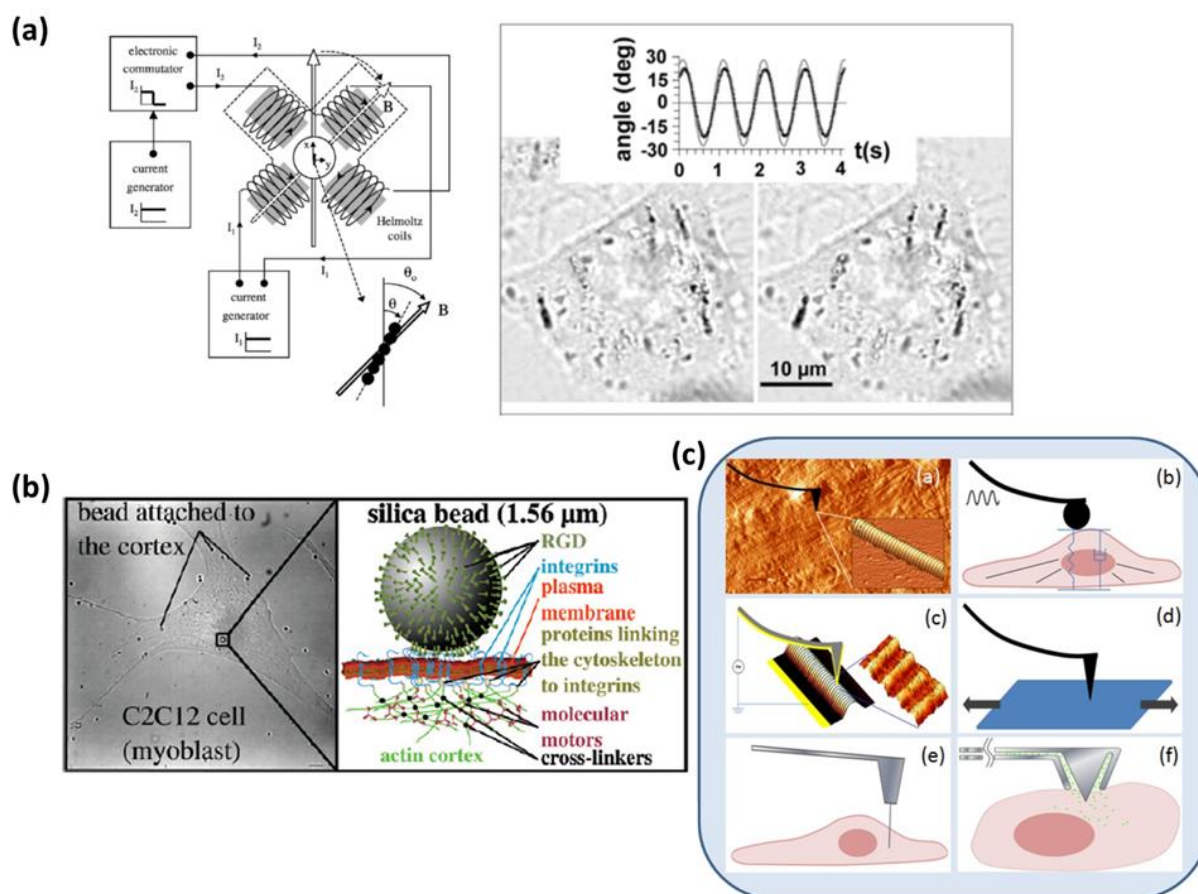 (a)
electronic
commutator
I2
current
generator
I2
I2
I2
x
y
B
Helmoltz
coils
I1
I1
current
generator
I1
θo
θ
B
angle (deg)
30
15
0
-15
-30
0 1 2 3 4 t(s)
10 µm
(b)
bead attached to
the cortex
C2C12 cell
(myoblast)
silica bead (1.56 µm)
RGD
integrins
plasma
membrane
proteins linking
the cytoskeleton
to integrins
molecular
motors
actin cortex
cross-linkers
(c)
(a)
(b)
(c)
(d)
(e)
(f)